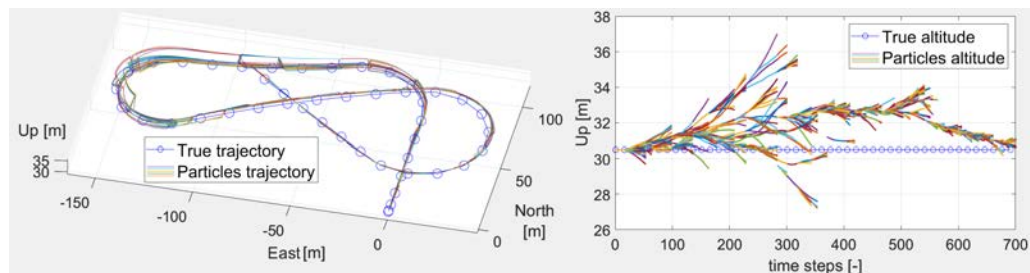 Up [m]
35
30
True trajectory
Particles trajectory
-150
-100
-50
0
East [m]
0
50
100
North
[m]
38
36
34
32
30
28
26
Up [m]
True altitude
Particles altitude
0 100 200 300 400 500 600 700
time steps [-]